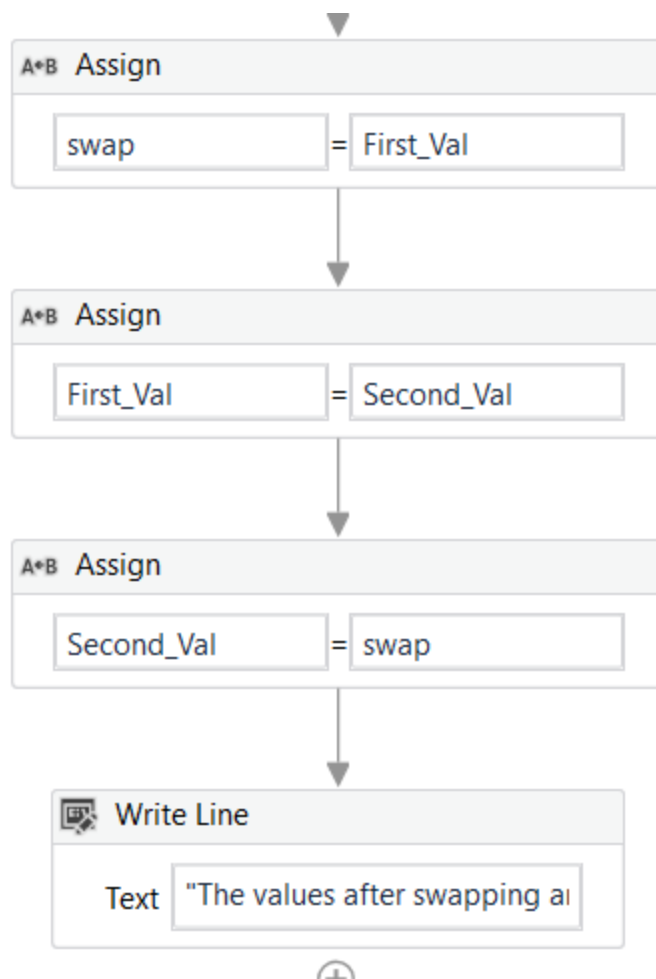 A←B Assign
swap = First_Val
A←B Assign
First_Val = Second_Val
A←B Assign
Second_Val = swap
Write Line
Text "The values after swapping